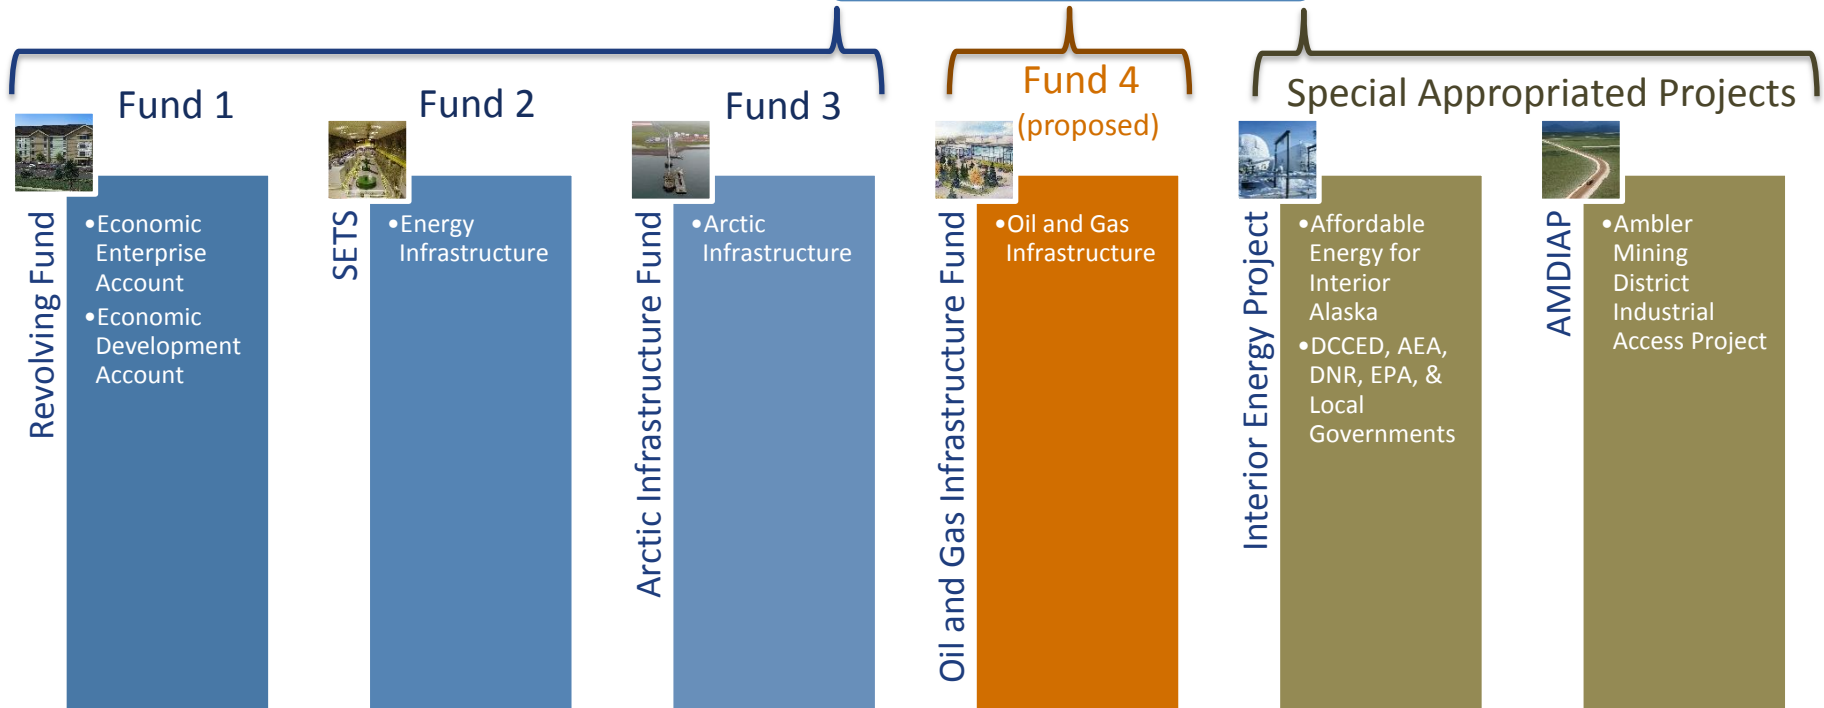 Fund 1
Fund 2
Fund 3
Fund 4
(proposed)
Special Appropriated Projects
Revolving Fund
•Economic
Enterprise
Account
•Economic
Development
Account
SETS
•Energy
Infrastructure
Arctic Infrastructure Fund
•Arctic
Infrastructure
Oil and Gas Infrastructure Fund
•Oil and Gas
Infrastructure
Interior Energy Project
•Affordable
Energy for
Interior
Alaska
•DCCED, AEA,
DNR, EPA, &
Local
Governments
AMDIAP
•Ambler
Mining
District
Industrial
Access Project